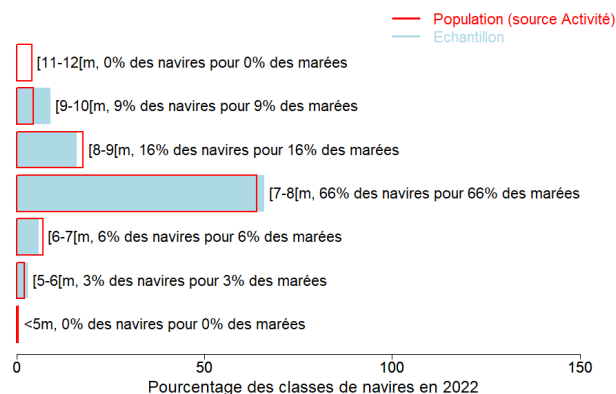 Population (source Activité)
Echantillon
[11-12[m, 0% des navires pour 0% des marées
[9-10[m, 9% des navires pour 9% des marées
[8-9[m, 16% des navires pour 16% des marées
[7-8[m, 66% des navires pour 66% des marées
[6-7[m, 6% des navires pour 6% des marées
[5-6[m, 3% des navires pour 3% des marées
<5m, 0% des navires pour 0% des marées
0 50 100 150
Pourcentage des classes de navires en 2022